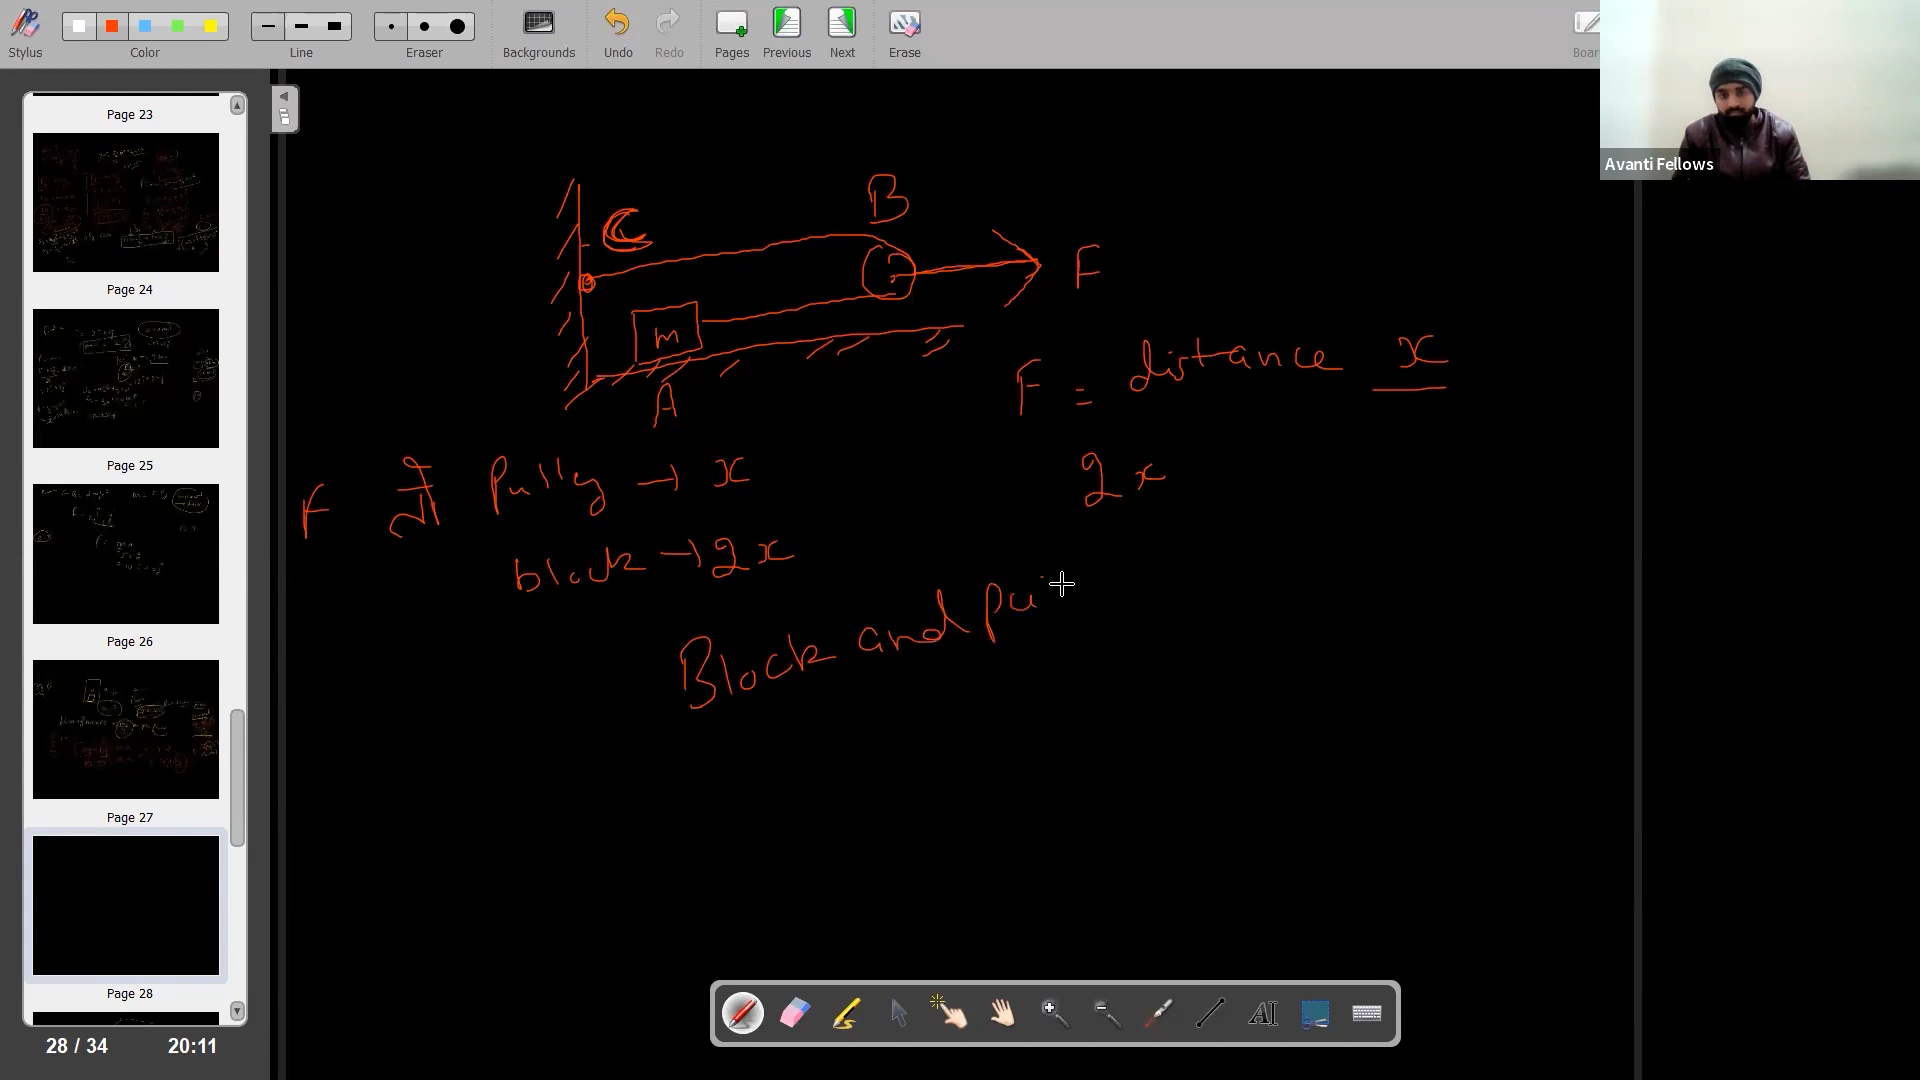 Stylus
Color
Line
Eraser
Backgrounds
Undo
Redo
Pages
Previous
Next
Erase
Boar
Avanti Fellows
Page 23
Page 24
Page 25
Page 26
Page 27
Page 28
28 / 34
20:11
C
B
F
m
A
F = distance x
2x
F से Pully → x
block → 2x
Block and pu